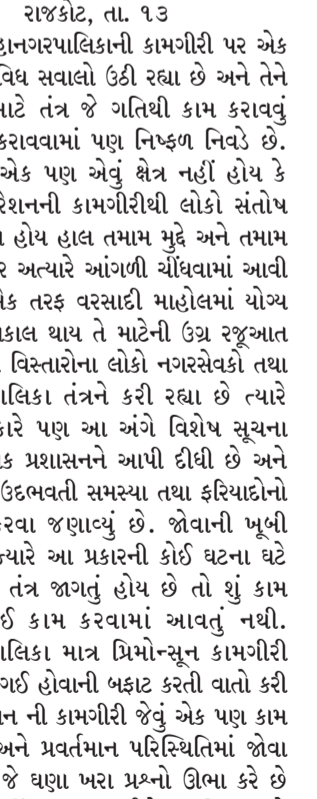 રાજકોટ, તા. ૧૩
કામગીરી પર એક
સવાલો ઉઠી રહ્યા છે અને તેને
તંત્ર જે ગતિથી કામ કરાવવું
કરાવવામાં પણ નિષ્ફળ નિવડે છે.
એક પણ એવું ક્ષેત્ર નહીં હોય કે
કામગીરીથી લોકો સંતોષ
હોય હાલ તમામ મુદ્દે અને તમામ
અત્યારે આંગળી ચીંધવામાં આવી
તરફ વરસાદી માહોલમાં યોગ્ય
થાય તે માટેની ઉગ્ર રજૂઆત
વિસ્તારોના લોકો નગરસેવકો તથા
તંત્રને કરી રહ્યા છે ત્યારે
પણ આ અંગે વિશેષ સૂચના
પ્રશાસનને આપી દીધી છે અને
ઉદભવતી સમસ્યા તથા ફરિયાદોનો
જણાવ્યું છે. જોવાની ખૂબી
આ પ્રકારની કોઈ ઘટના ઘટે
તંત્ર જાગતું હોય છે તો શું કામ
કામ કરવામાં આવતું નથી.
માત્ર પ્રિમોન્સૂન કામગીરી
ગઈ હોવાની બફાટ કરતી વાતો કરી
ની કામગીરી જેવું એક પણ કામ
અને પ્રવર્તમાન પરિસ્થિતિમાં જોવા
જે ઘણા ખરા પ્રશ્નો ઊભા કરે છે